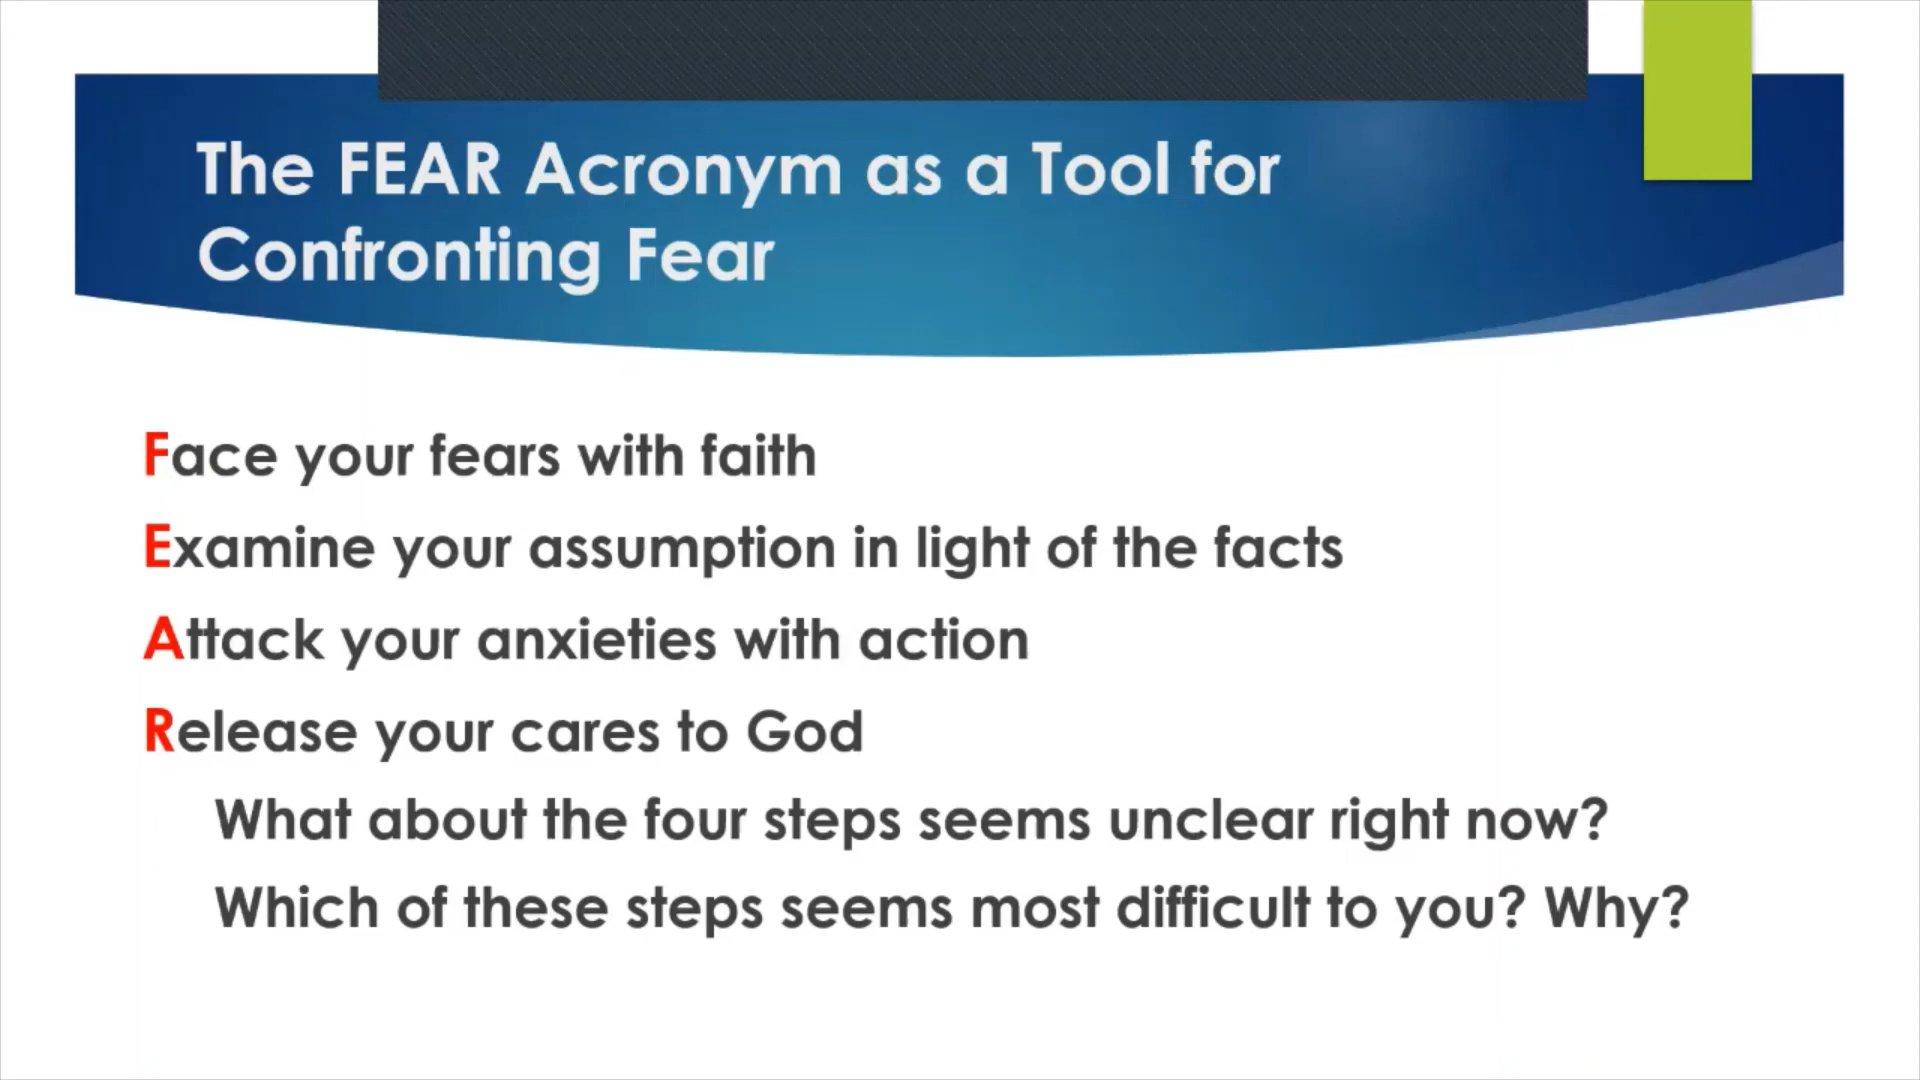 The FEAR Acronym as a Tool for
Confronting Fear
Face your fears with faith
Examine your assumption in light of the facts
Attack your anxieties with action
Release your cares to God
What about the four steps seems unclear right now?
Which of these steps seems most difficult to you? Why?